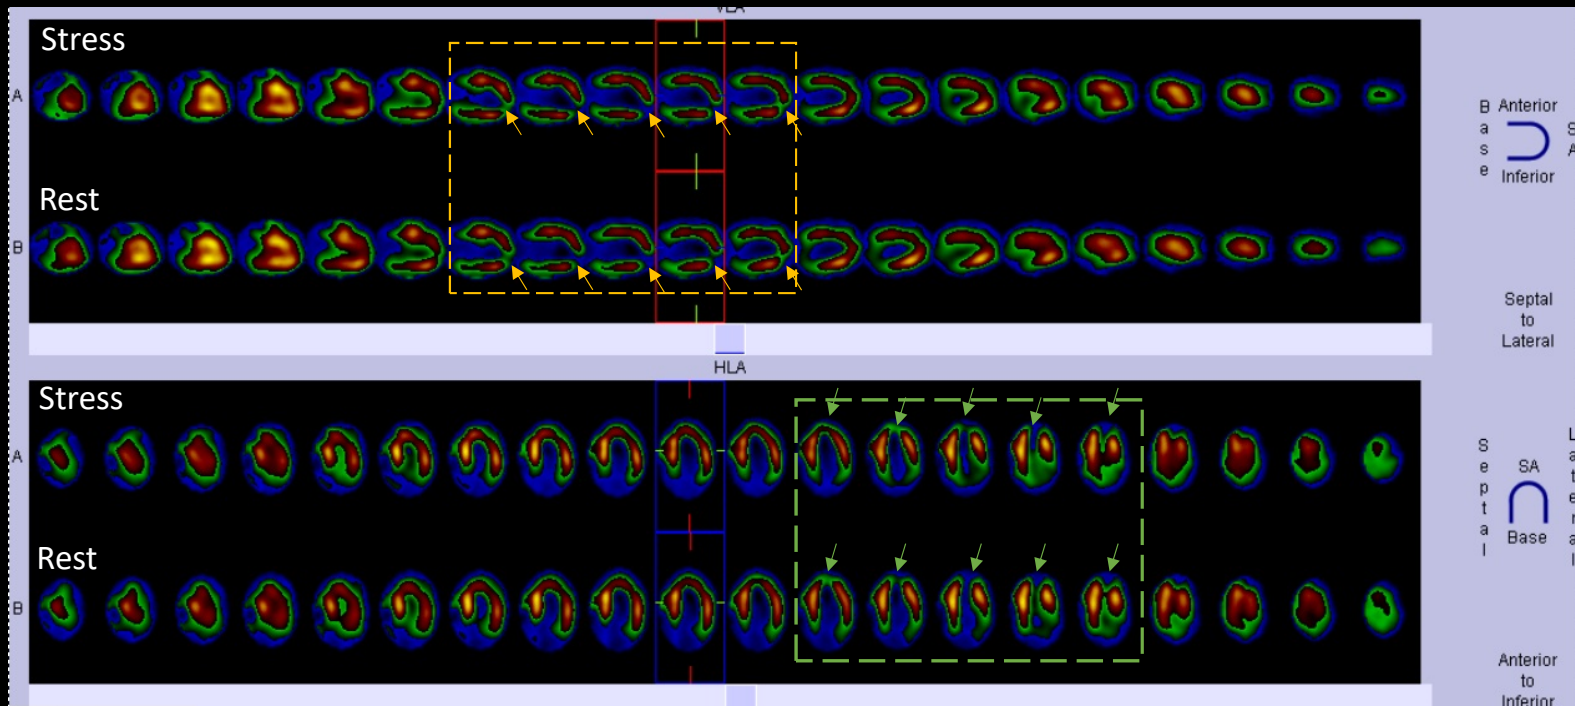 VLA
Stress
A
Rest
B
B
a
s
e
Anterior
Inferior
S
A
Septal
to
Lateral
HLA
Stress
A
Rest
B
S
e
p
t
a
l
SA
Base
L
a
t
e
r
a
l
Anterior
to
Inferior